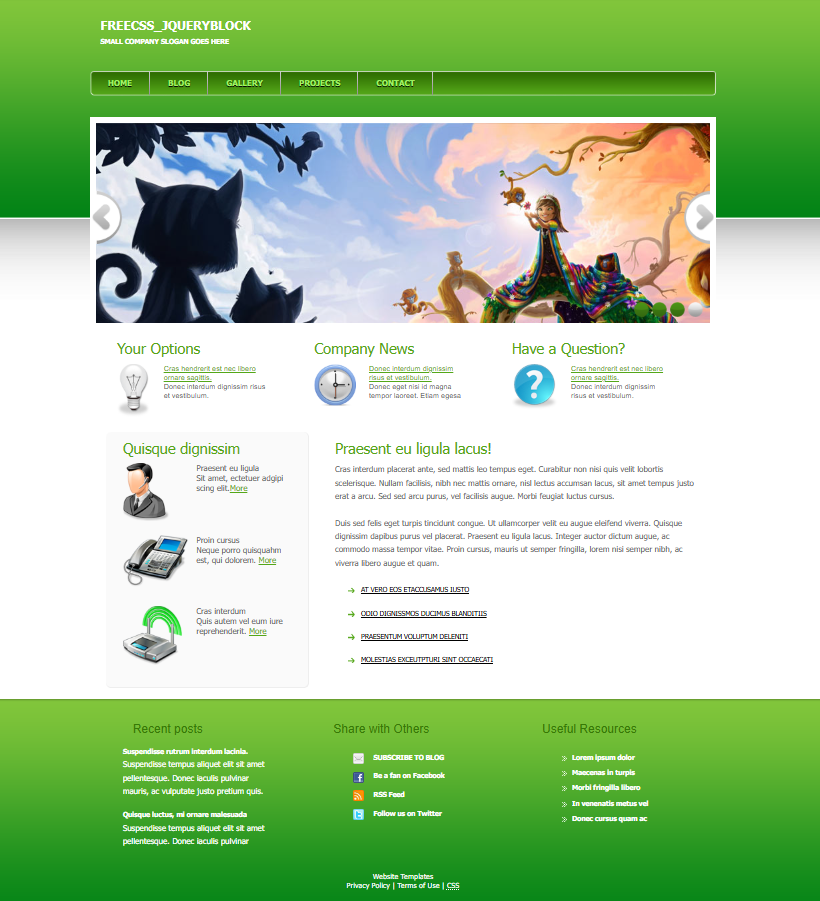 FREECSS_JQUERYBLOCK
SMALL COMPANY SLOGAN GOES HERE
HOME BLOG GALLERY PROJECTS CONTACT
Your Options
Cras hendrerit est nec libero
ornare sagittis.
Donec interdum dignissim risus
et vestibulum.
Company News
Donec interdum dignissim
risus et vestibulum.
Donec eget nisi id magna
tempor laoreet. Etiam egesa
Have a Question?
Cras hendrerit est nec libero
ornare sagittis.
Donec interdum dignissim
risus et vestibulum.
Quisque dignissim
Praesent eu ligula
Sit amet, ectetuer adgipi
scing elit.More
Proin cursus
Neque porro quisquahm
est, qui dolorem. More
Cras interdum
Quis autem vel eum iure
reprehenderit. More
Praesent eu ligula lacus!
Cras interdum placerat ante, sed mattis leo tempus eget. Curabitur non nisi quis velit lobortis
scelerisque. Nullam facilisis, nibh nec mattis ornare, nisl lectus accumsan lacus, sit amet tempus justo
erat a arcu. Sed sed arcu purus, vel facilisis augue. Morbi feugiat luctus cursus.
Duis sed felis eget turpis tincidunt congue. Ut ullamcorper velit eu augue eleifend viverra. Quisque
dignissim dapibus purus vel placerat. Praesent eu ligula lacus. Integer auctor dictum augue, ac
commodo massa tempor vitae. Proin cursus, mauris ut semper fringilla, lorem nisi semper nibh, ac
viverra libero augue et quam.
AT VERO EOS ETACCUSAMUS IUSTO
ODIO DIGNISSMOS DUCIMUS BLANDITIIS
PRAESENTUM VOLUPTUM DELENITI
MOLESTIAS EXCEUTPTURI SINT OCCAECATI
Recent posts
Suspendisse rutrum interdum lacinia.
Suspendisse tempus aliquet elit sit amet
pellentesque. Donec iaculis pulvinar
mauris, ac vulputate justo pretium quis.
Quisque luctus, mi ornare malesuada
Suspendisse tempus aliquet elit sit amet
pellentesque. Donec iaculis pulvinar
Share with Others
SUBSCRIBE TO BLOG
Be a fan on Facebook
RSS Feed
Follow us on Twitter
Useful Resources
Lorem ipsum dolor
Maecenas in turpis
Morbi fringilla libero
In venenatis metus vel
Donec cursus quam ac
Website Templates
Privacy Policy | Terms of Use | CSS